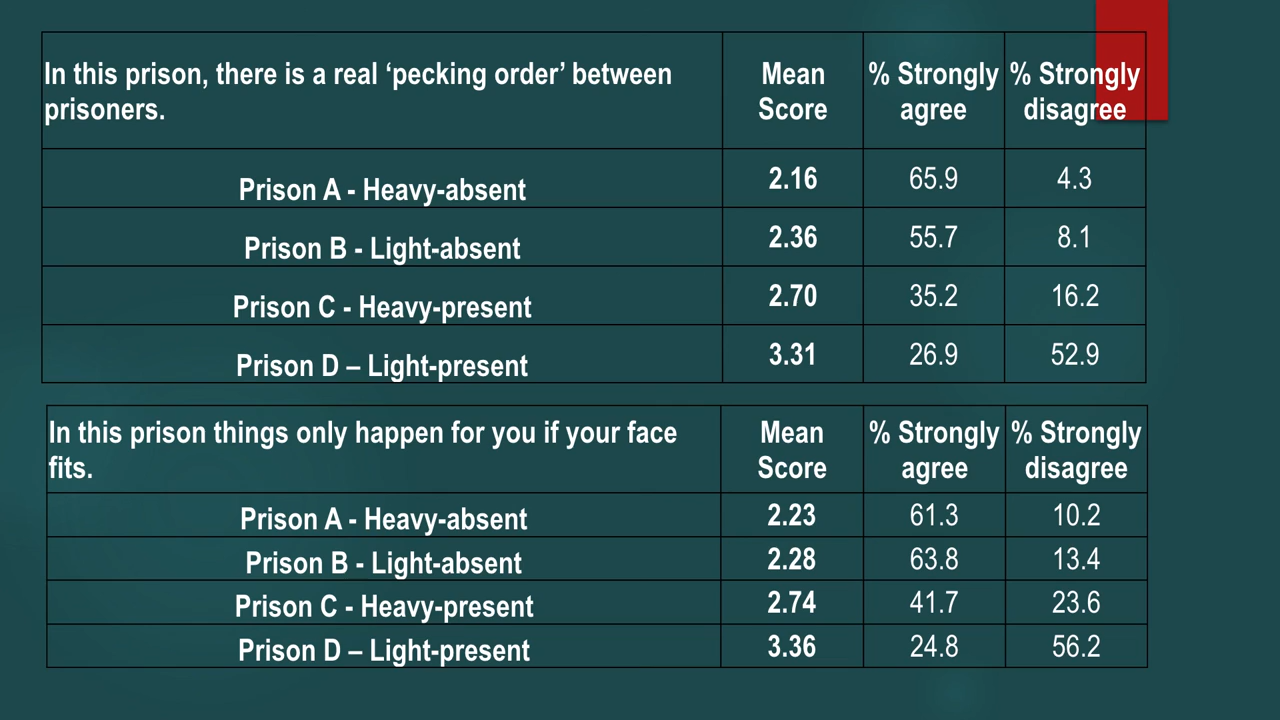 In this prison, there is a real ‘pecking order’ between
prisoners.
Mean
Score
% Strongly
agree
% Strongly
disagree
Prison A - Heavy-absent
2.16
65.9
4.3
Prison B - Light-absent
2.36
55.7
8.1
Prison C - Heavy-present
2.70
35.2
16.2
Prison D – Light-present
3.31
26.9
52.9
In this prison things only happen for you if your face
fits.
Mean
Score
% Strongly
agree
% Strongly
disagree
Prison A - Heavy-absent
2.23
61.3
10.2
Prison B - Light-absent
2.28
63.8
13.4
Prison C - Heavy-present
2.74
41.7
23.6
Prison D – Light-present
3.36
24.8
56.2